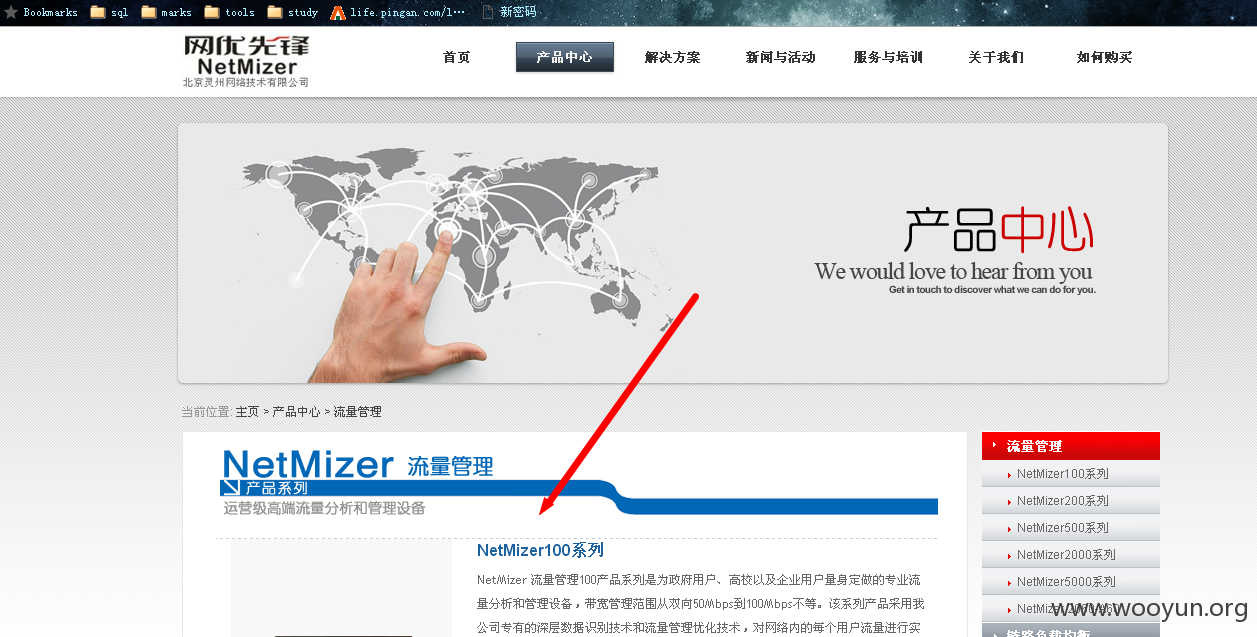 Bookmarks sql marks tools study life.pingan.com/l… 新密码
网优先锋
NetMizer
北京灵州网络技术有限公司
首页 产品中心 解决方案 新闻与活动 服务与培训 关于我们 如何购买
产品中心
We would love to hear from you
Get in touch to discover what we can do for you.
当前位置: 主页 > 产品中心 > 流量管理
NetMizer 流量管理
产品系列
运营级高端流量分析和管理设备
NetMizer100系列
NetMizer 流量管理100产品系列是为政府用户、高校以及企业用户量身定做的专业流
量分析和管理设备，带宽管理范围从双向50Mbps到100Mbps不等。该系列产品采用我
公司专有的深层数据识别技术和流量管理优化技术，对网络内的每个用户流量进行实
流量管理
NetMizer100系列
NetMizer200系列
NetMizer500系列
NetMizer2000系列
NetMizer5000系列
www.wooyun.org
链路负载均衡